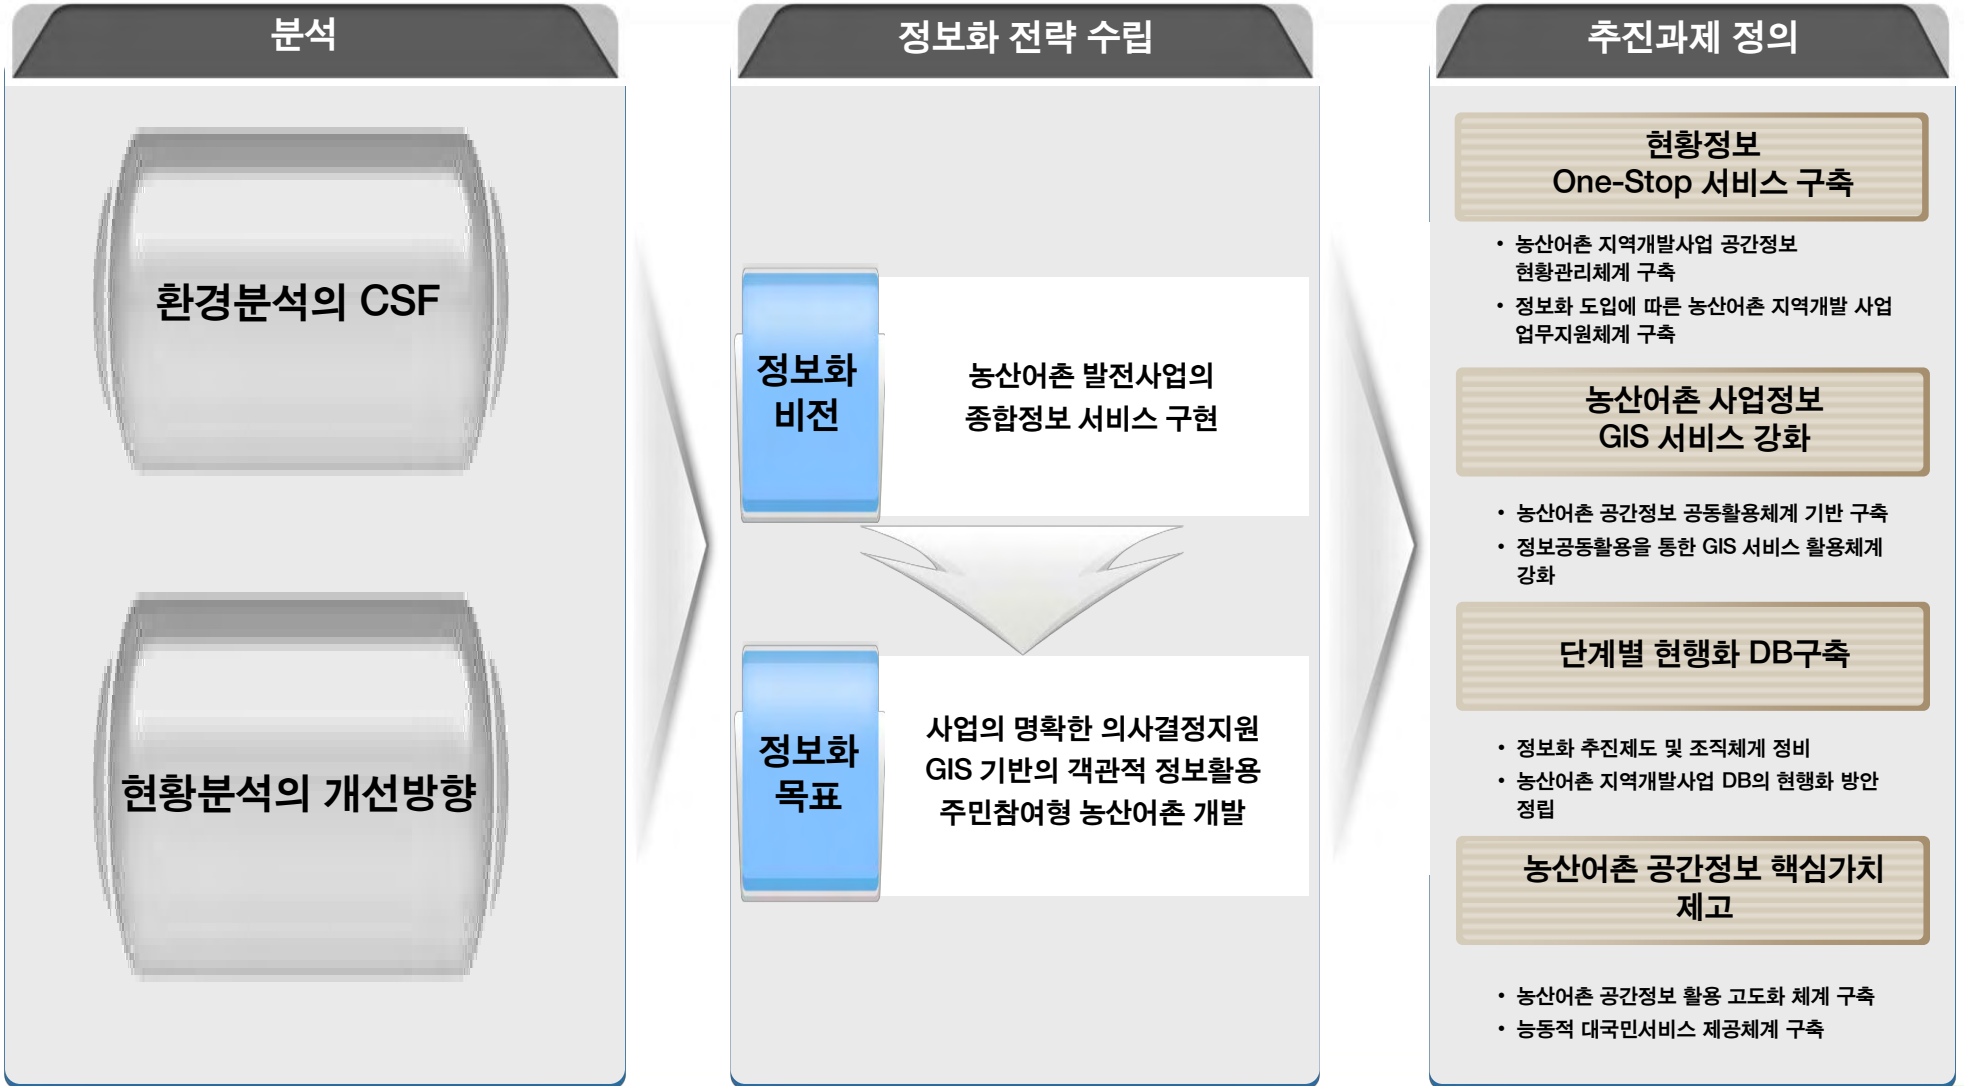 분석
환경분석의 CSF
현황분석의 개선방향
정보화 전략 수립
정보화
비전
농산어촌 발전사업의
종합정보 서비스 구현
정보화
목표
사업의 명확한 의사결정지원
GIS 기반의 객관적 정보활용
주민참여형 농산어촌 개발
추진과제 정의
현황정보
One-Stop 서비스 구축
• 농산어촌 지역개발사업 공간정보
현황관리체계 구축
• 정보화 도입에 따른 농산어촌 지역개발 사업
업무지원체계 구축
농산어촌 사업정보
GIS 서비스 강화
• 농산어촌 공간정보 공동활용체계 기반 구축
• 정보공동활용을 통한 GIS 서비스 활용체계
강화
단계별 현행화 DB구축
• 정보화 추진제도 및 조직체게 정비
• 농산어촌 지역개발사업 DB의 현행화 방안
정립
농산어촌 공간정보 핵심가치
제고
• 농산어촌 공간정보 활용 고도화 체계 구축
• 능동적 대국민서비스 제공체계 구축